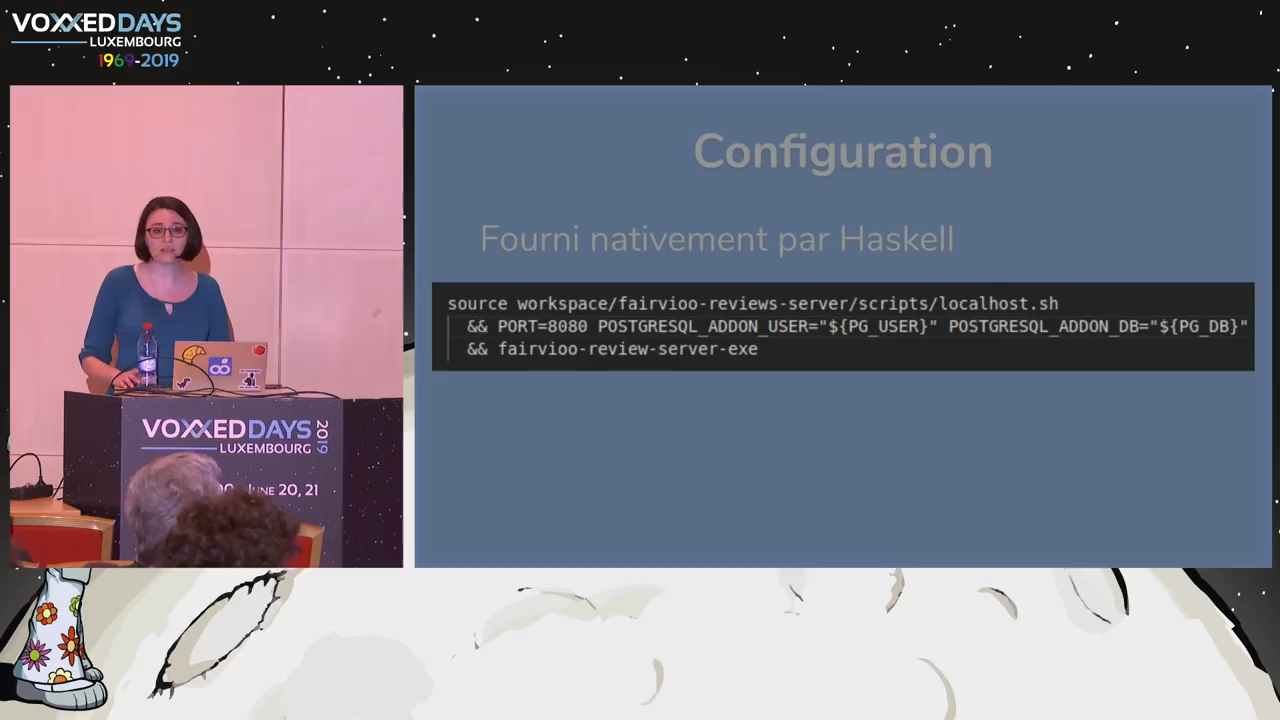 VOXXED DAYS
LUXEMBOURG
1969-2019
Configuration
Fourni nativement par Haskell
source workspace/fairvioo-reviews-server/scripts/localhost.sh
&& PORT=8080 POSTGRESQL_ADDON_USER="${PG_USER}" POSTGRESQL_ADDON_DB="${PG_DB}"
&& fairvioo-review-server-exe
VOXXED DAYS 2019
LUXEMBOURG
JUNE 20, 21